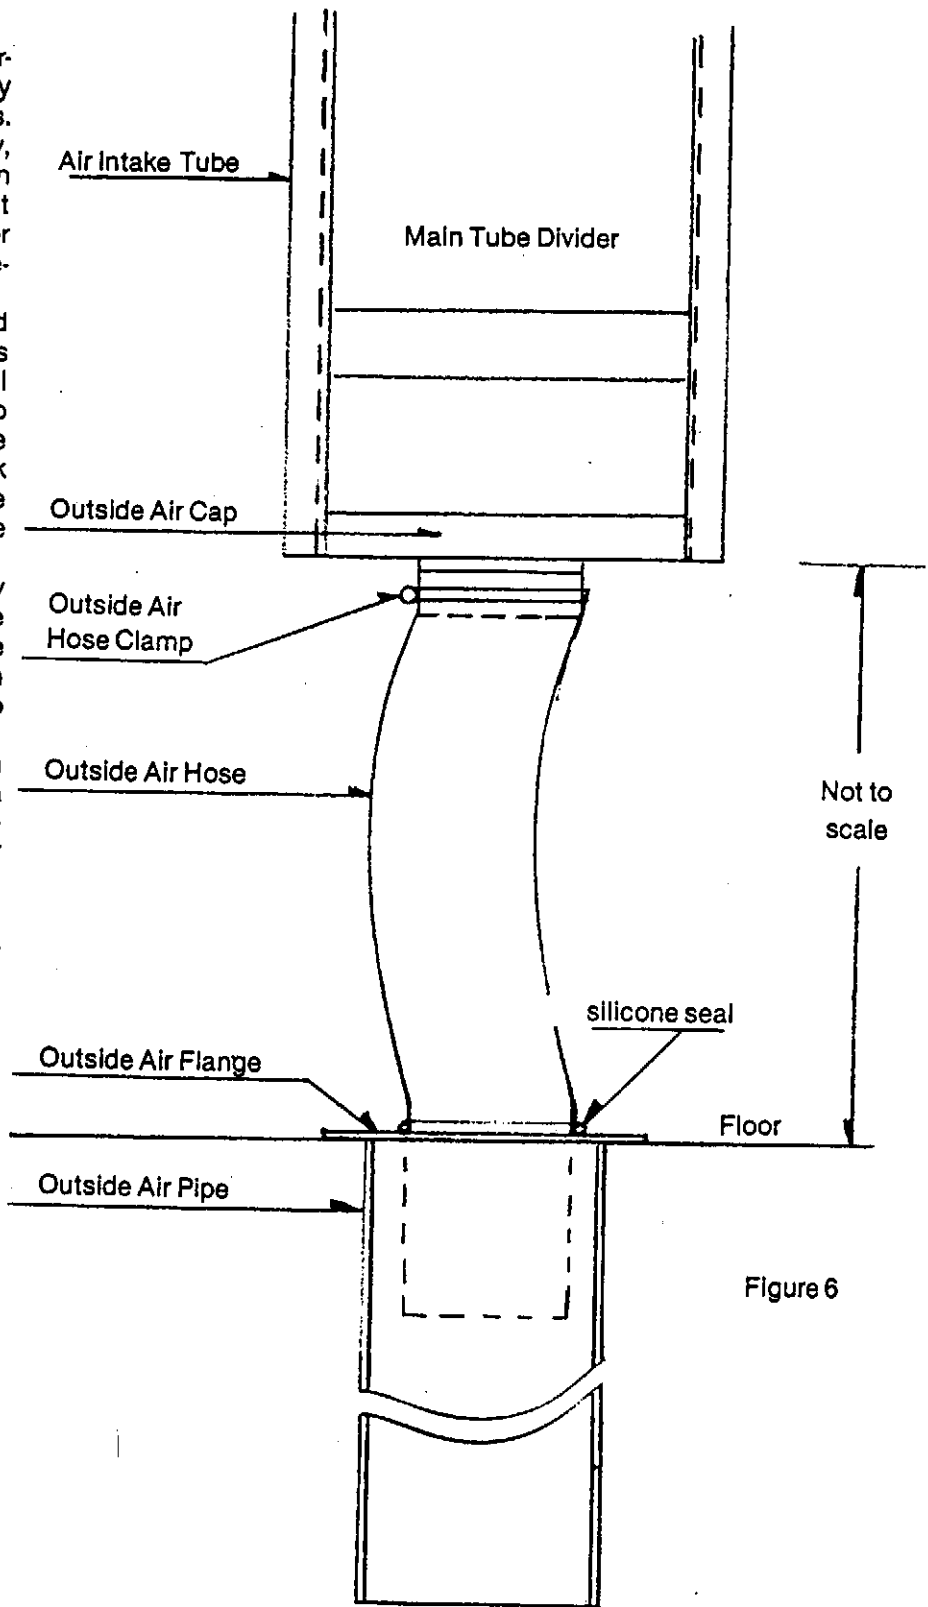 Air Intake Tube
Main Tube Divider
Outside Air Cap
Outside Air
Hose Clamp
Outside Air Hose
Not to
scale
silicone seal
Outside Air Flange
Floor
Outside Air Pipe
Figure 6